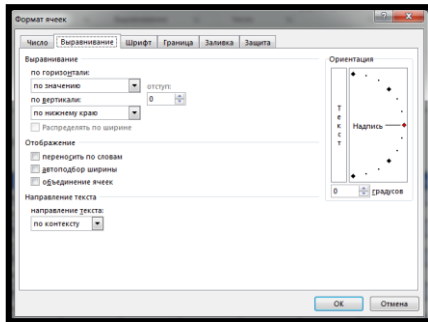 Формат ячеек
Число Выравнивание Шрифт Граница Заливка Защита
Выравнивание
по горизонтали:
по значению
отступ:
по вертикали:
0
по нижнему краю
Распределять по ширине
Отображение
переносить по словам
автоподбор ширины
объединение ячеек
Направление текста
направление текста:
по контексту
Ориентация
Текст
Надпись
0 градусов
ОК Отмена